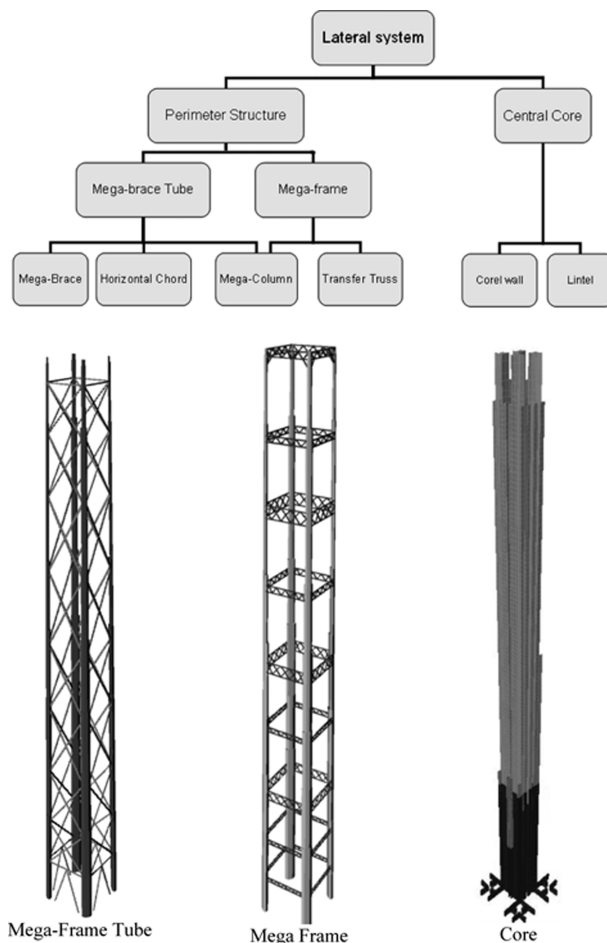 Lateral system
Perimeter Structure
Central Core
Mega-brace Tube
Mega-frame
Mega-Brace
Horizontal Chord
Mega-Column
Transfer Truss
Corel wall
Lintel
Mega-Frame Tube
Mega Frame
Core